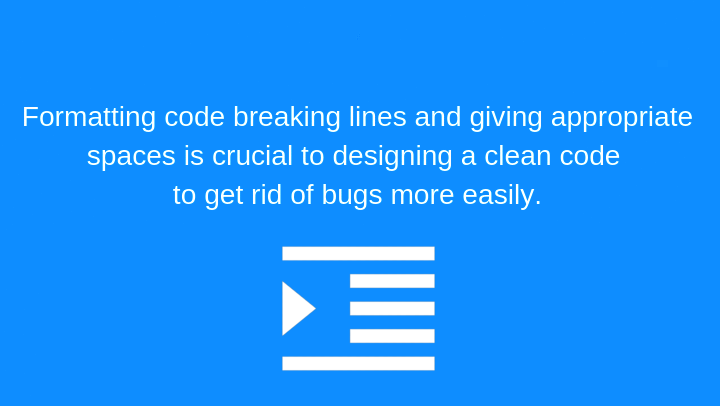 Formatting code breaking lines and giving appropriate
spaces is crucial to designing a clean code
to get rid of bugs more easily.